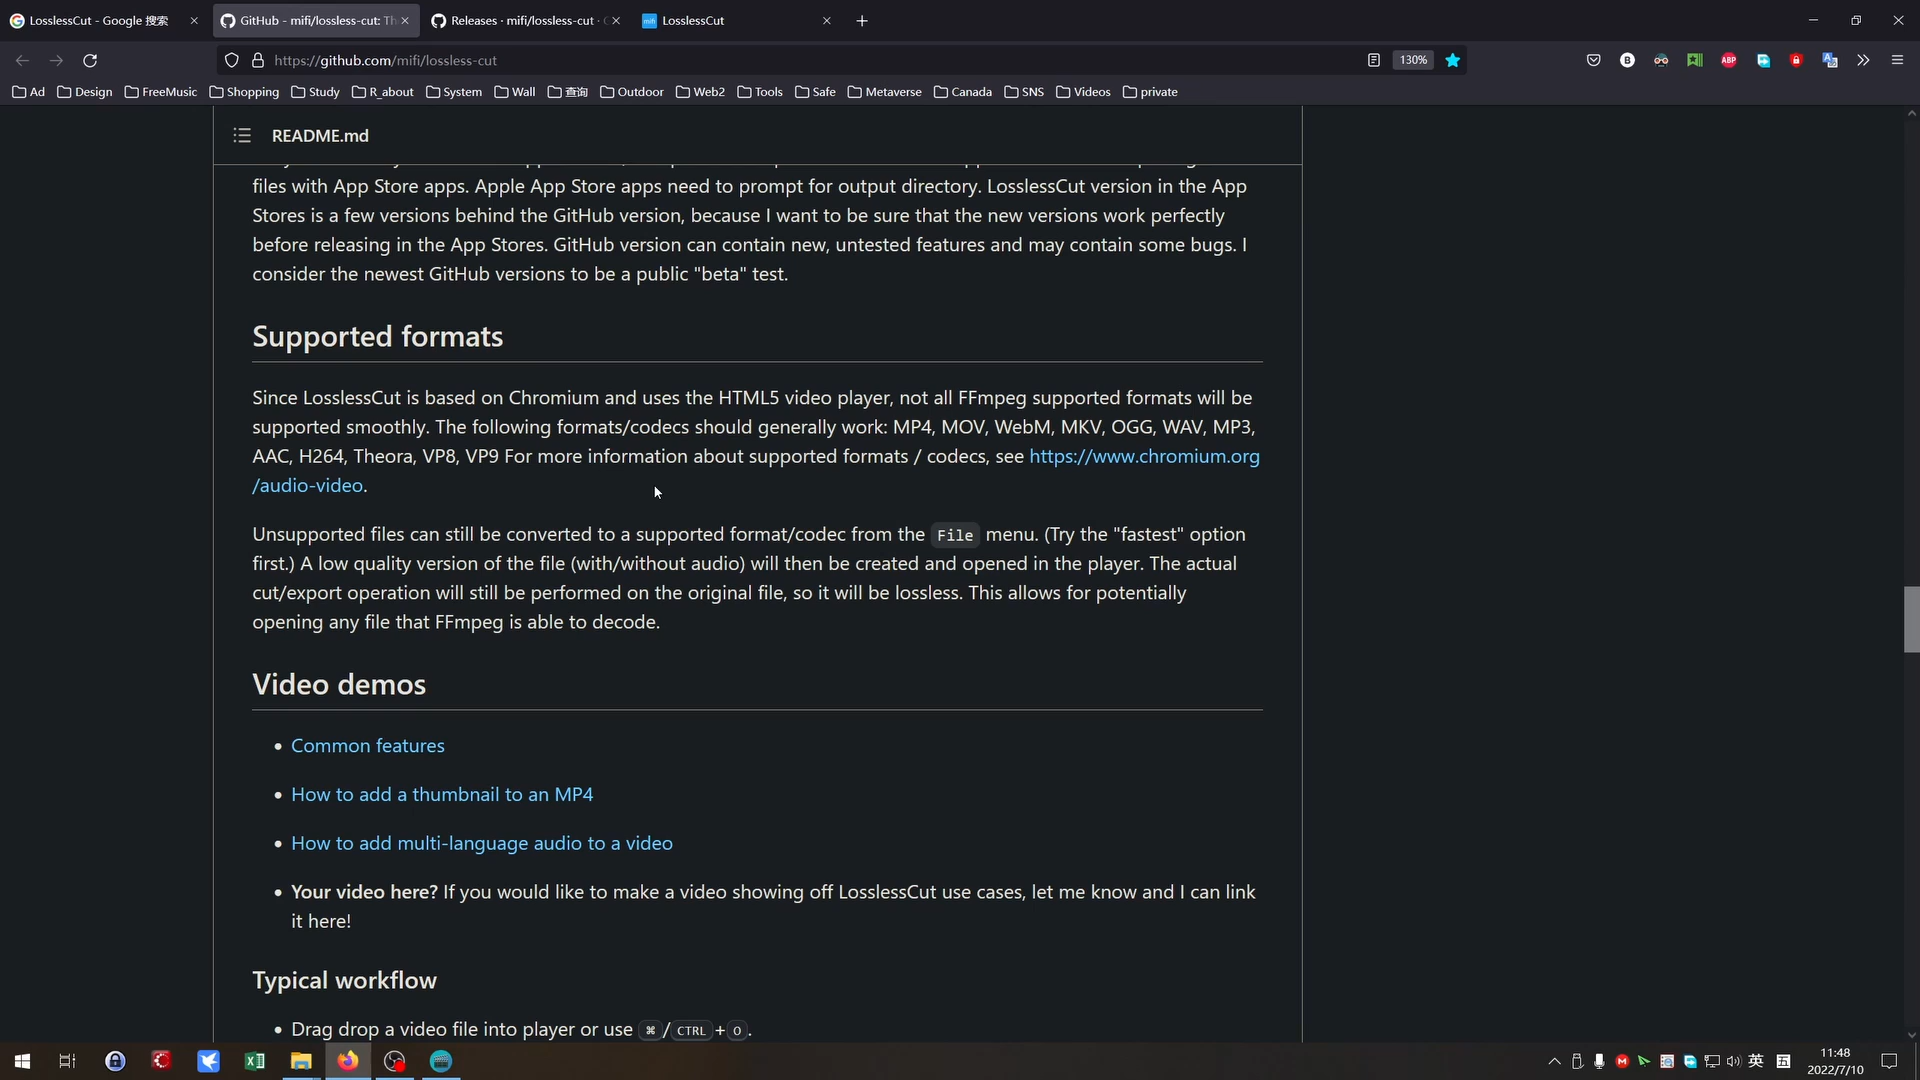 LosslessCut - Google 搜索
GitHub - mifi/lossless-cut: Th
Releases · mifi/lossless-cut ·
LosslessCut
https://github.com/mifi/lossless-cut
130%
Ad Design FreeMusic Shopping Study R_about System Wall 查询 Outdoor Web2 Tools Safe Metaverse Canada SNS Videos private
README.md
files with App Store apps. Apple App Store apps need to prompt for output directory. LosslessCut version in the App
Stores is a few versions behind the GitHub version, because I want to be sure that the new versions work perfectly
before releasing in the App Stores. GitHub version can contain new, untested features and may contain some bugs. I
consider the newest GitHub versions to be a public "beta" test.
Supported formats
Since LosslessCut is based on Chromium and uses the HTML5 video player, not all FFmpeg supported formats will be
supported smoothly. The following formats/codecs should generally work: MP4, MOV, WebM, MKV, OGG, WAV, MP3,
AAC, H264, Theora, VP8, VP9 For more information about supported formats / codecs, see https://www.chromium.org
/audio-video.
Unsupported files can still be converted to a supported format/codec from the File menu. (Try the "fastest" option
first.) A low quality version of the file (with/without audio) will then be created and opened in the player. The actual
cut/export operation will still be performed on the original file, so it will be lossless. This allows for potentially
opening any file that FFmpeg is able to decode.
Video demos
• Common features
• How to add a thumbnail to an MP4
• How to add multi-language audio to a video
• Your video here? If you would like to make a video showing off LosslessCut use cases, let me know and I can link
it here!
Typical workflow
• Drag drop a video file into player or use ⌘/CTRL+O.
英 五
11:48
2022/7/10